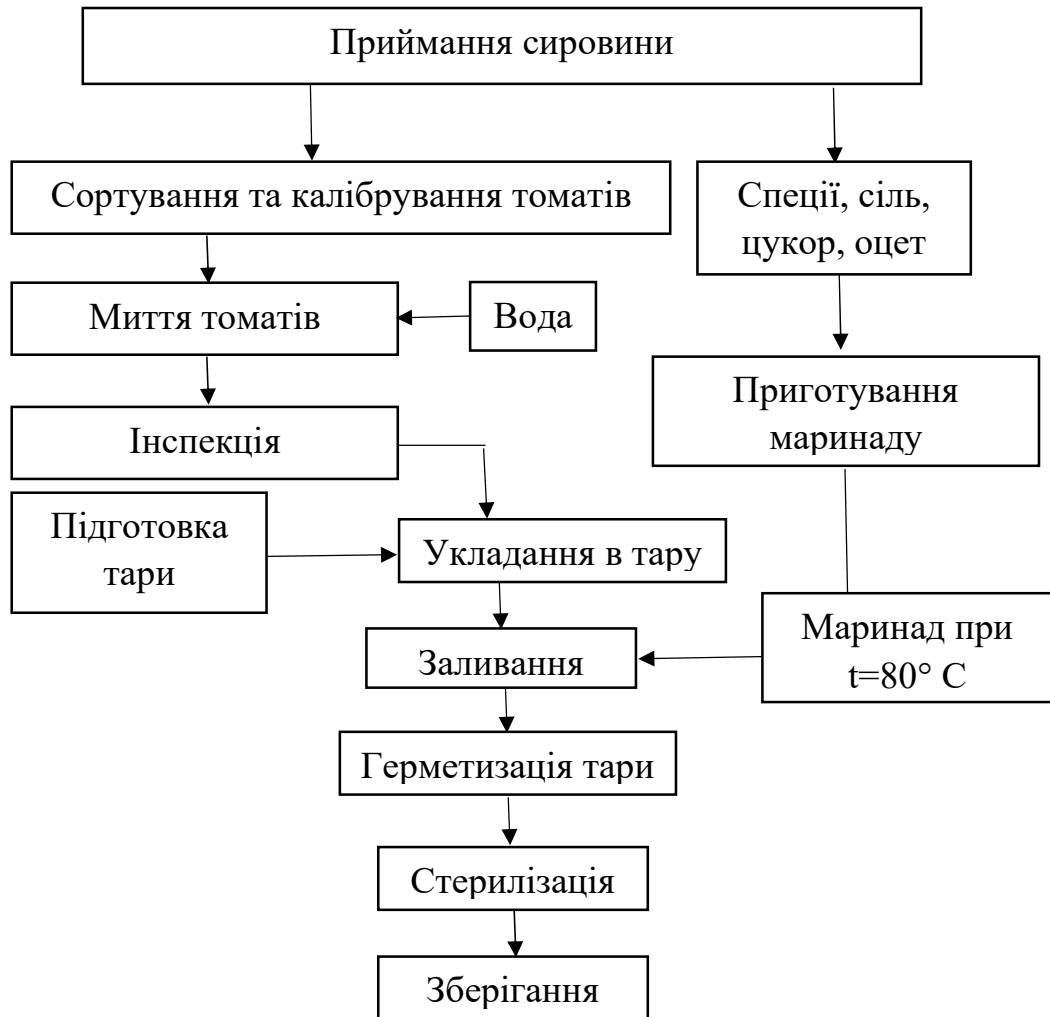 Приймання сировини
Сортування та калібрування томатів
Спеції, сіль,
цукор, оцет
Миття томатів
Вода
Приготування
маринаду
Інспекція
Підготовка
тари
Укладання в тару
Маринад при
t=80° С
Заливання
Герметизація тари
Стерилізація
Зберігання